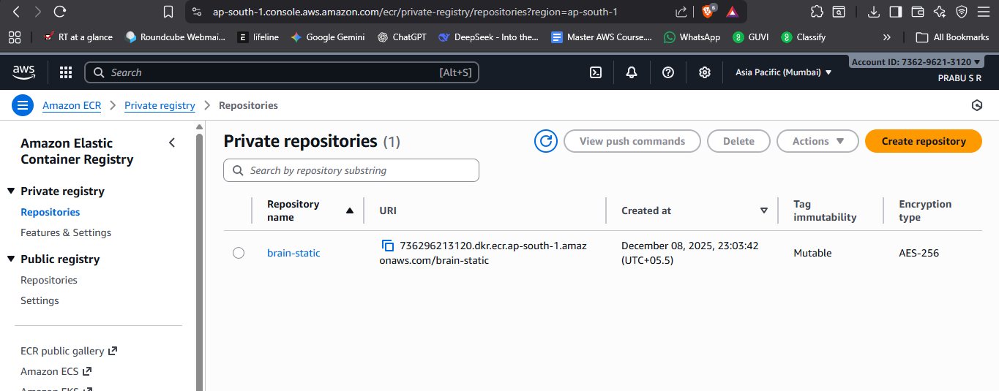 ap-south-1.console.aws.amazon.com/ecr/private-registry/repositories?region=ap-south-1
6
RT at a glance
Roundcube Webmai...
lifeline
Google Gemini
ChatGPT
DeepSeek - Into the...
Master AWS Course....
WhatsApp
GUVI
Classify
»
All Bookmarks
aws
Search
[Alt+S]
Asia Pacific (Mumbai)
Account ID: 7362-9621-3120
PRABU S R
Amazon ECR
Private registry
Repositories
Amazon Elastic
Container Registry
Private registry
Repositories
Features & Settings
Public registry
Repositories
Settings
ECR public gallery
Amazon ECS
Amazon EKS
Private repositories (1)
View push commands
Delete
Actions
Create repository
Search by repository substring
Repository
name
URI
Created at
Tag
immutability
Encryption
type
brain-static
736296213120.dkr.ecr.ap-south-1.amaz
onaws.com/brain-static
December 08, 2025, 23:03:42
(UTC+05.5)
Mutable
AES-256